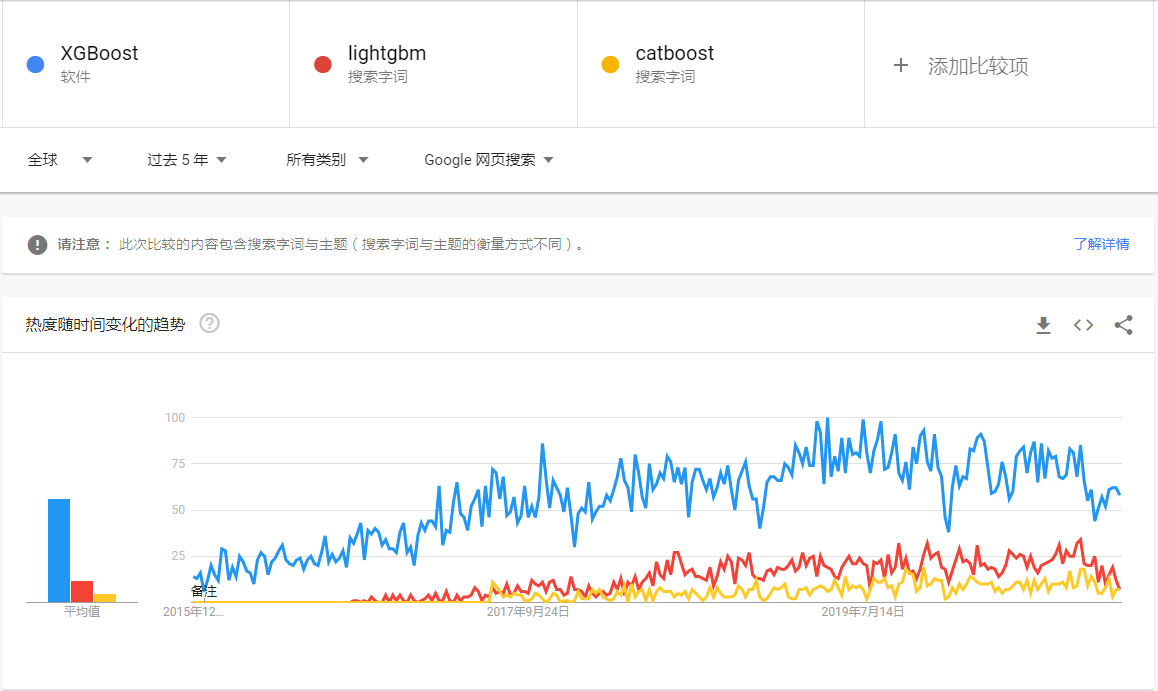 XGBoost
软件
lightgbm
搜索字词
catboost
搜索字词
+ 添加比较项
全球
过去 5 年
所有类别
Google 网页搜索
请注意： 此次比较的内容包含搜索字词与主题（搜索字词与主题的衡量方式不同）。
了解详情
热度随时间变化的趋势
100
75
50
25
备注
平均值
2015年12…
2017年9月24日
2019年7月14日